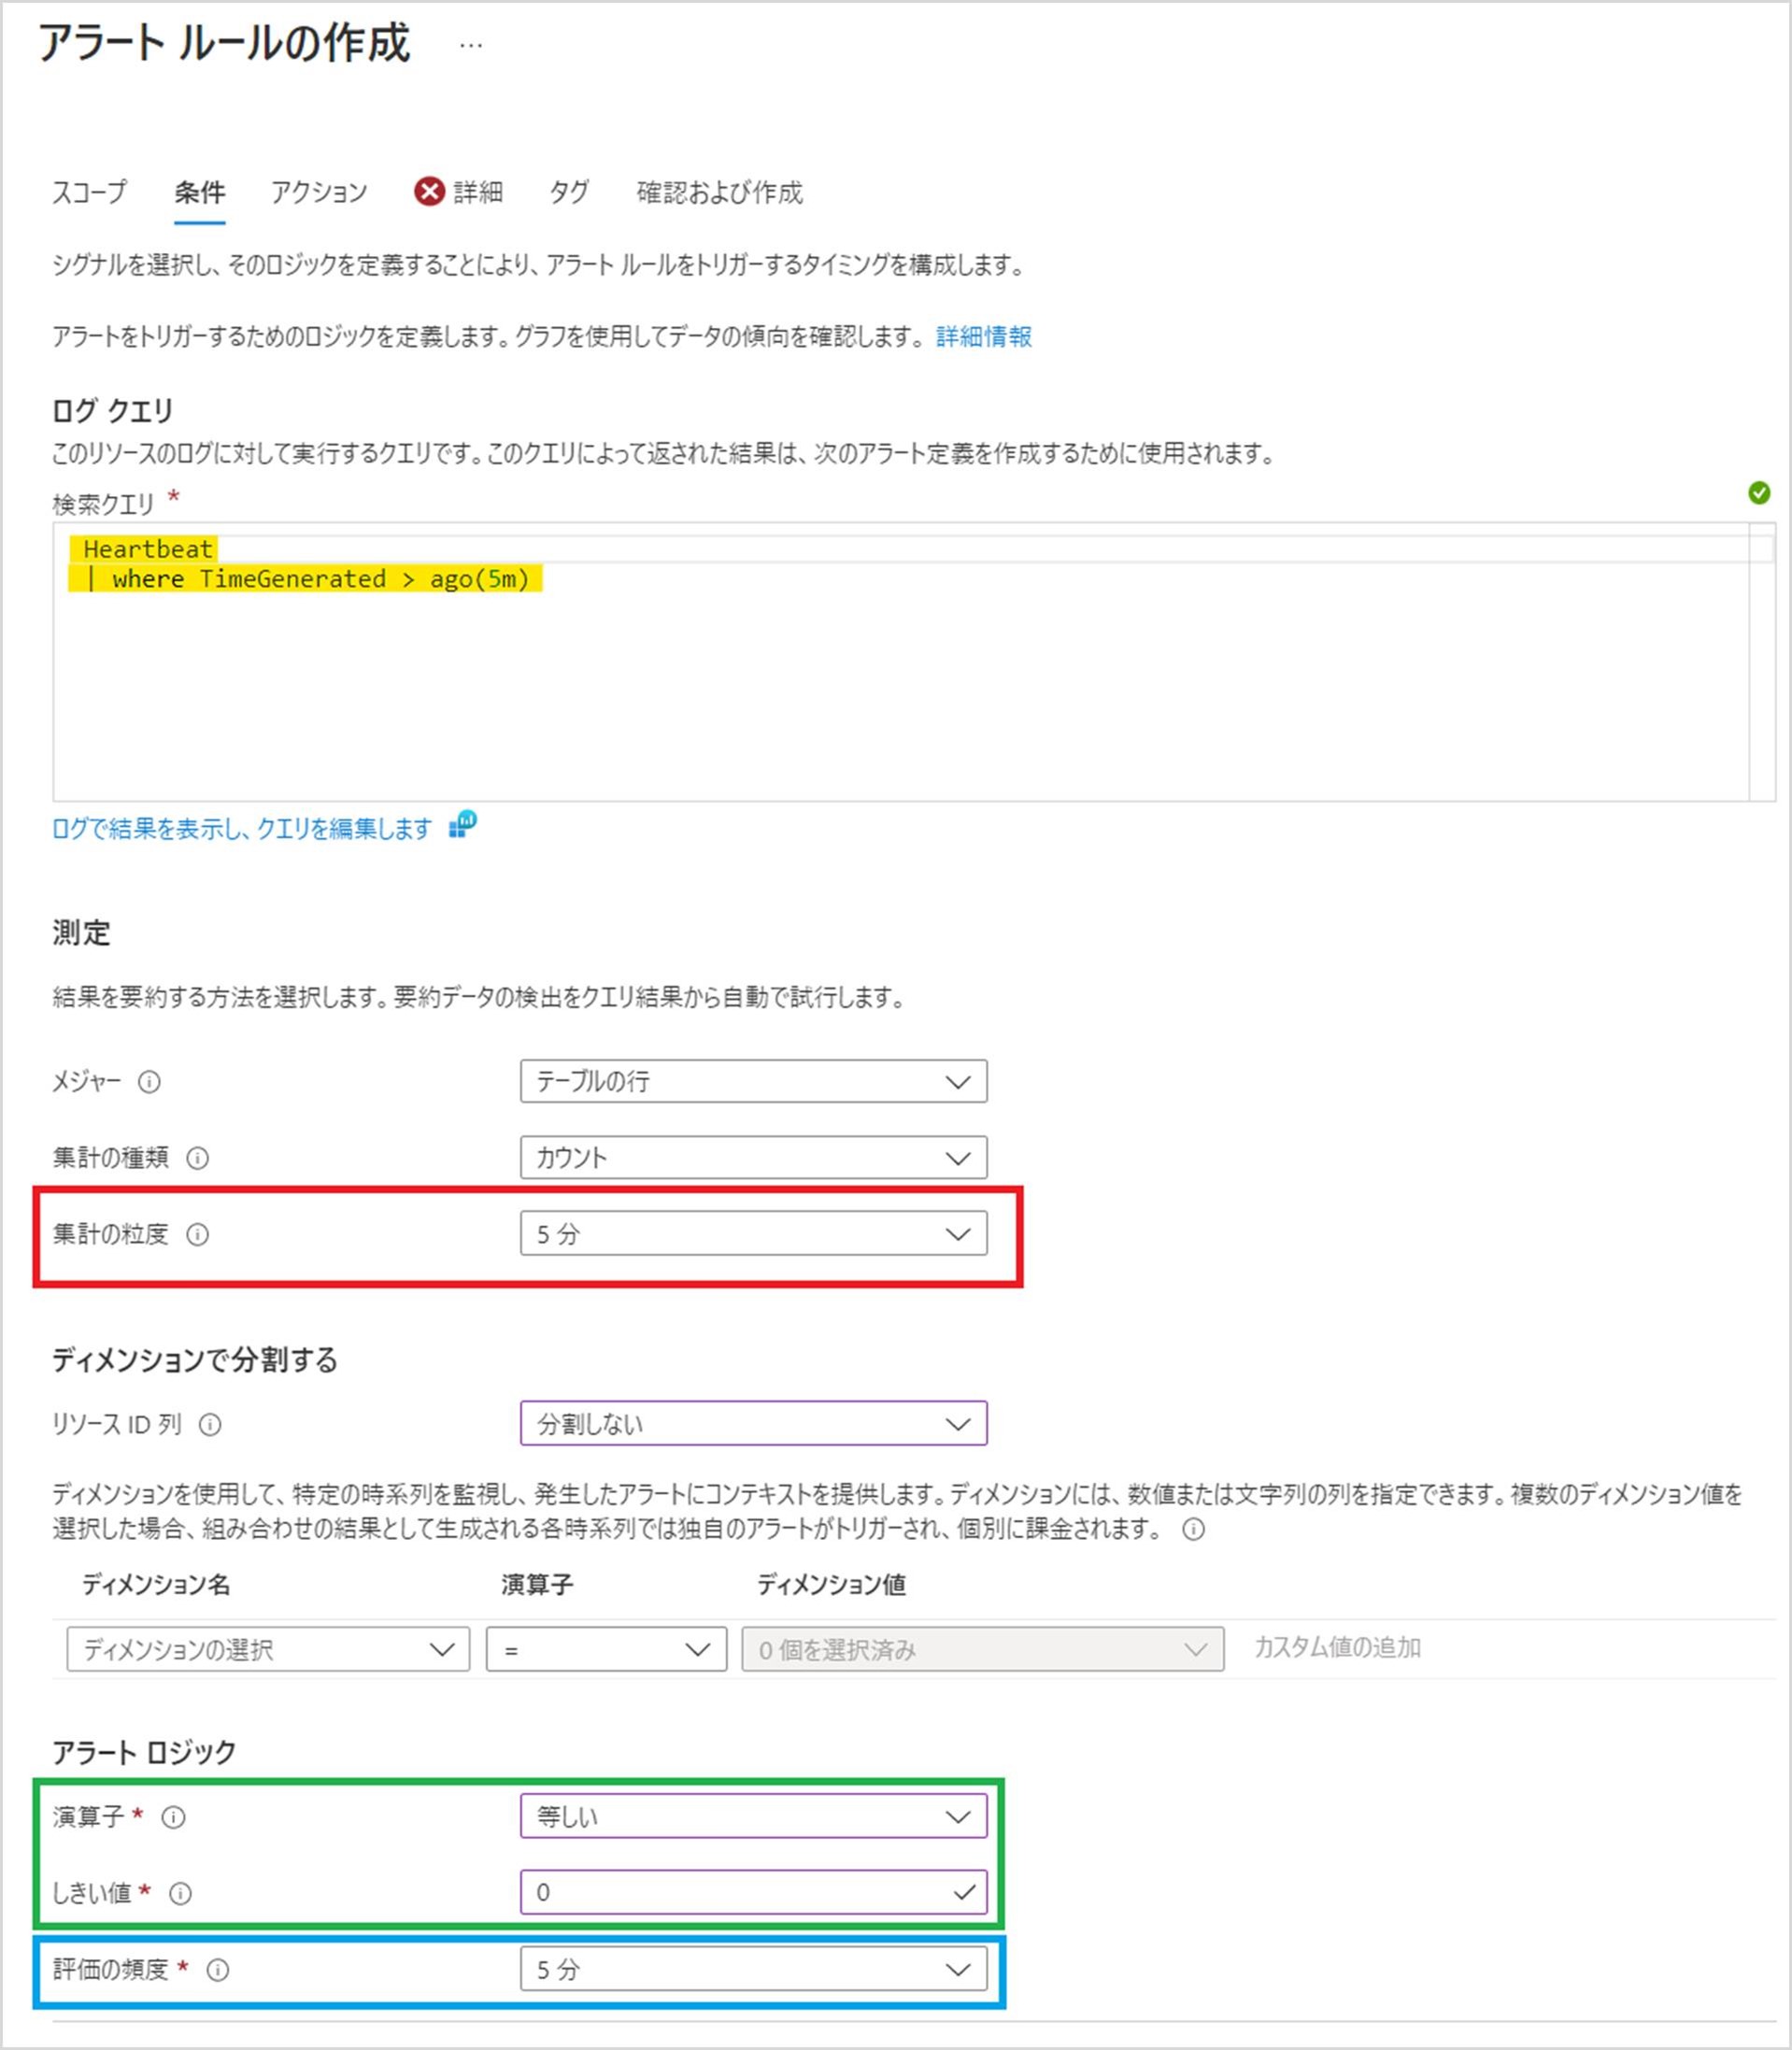 アラート ルールの作成 …
スコープ 条件 アクション 詳細 タグ 確認および作成
シグナルを選択し、そのロジックを定義することにより、アラート ルールをトリガーするタイミングを構成します。
アラートをトリガーするためのロジックを定義します。グラフを使用してデータの傾向を確認します。 詳細情報
ログ クエリ
このリソースのログに対して実行するクエリです。このクエリによって返された結果は、次のアラート定義を作成するために使用されます。
検索クエリ *
Heartbeat
| where TimeGenerated > ago(5m)
ログで結果を表示し、クエリを編集します
測定
結果を要約する方法を選択します。要約データの検出をクエリ結果から自動で試行します。
メジャー テーブルの行
集計の種類 カウント
集計の粒度 5 分
ディメンションで分割する
リソース ID 列 分割しない
ディメンションを使用して、特定の時系列を監視し、発生したアラートにコンテキストを提供します。ディメンションには、数値または文字列の列を指定できます。複数のディメンション値を
選択した場合、組み合わせの結果として生成される各時系列では独自のアラートがトリガーされ、個別に課金されます。
ディメンション名 演算子 ディメンション値
ディメンションの選択 = 0 個を選択済み カスタム値の追加
アラート ロジック
演算子 * 等しい
しきい値 * 0
評価の頻度 * 5 分